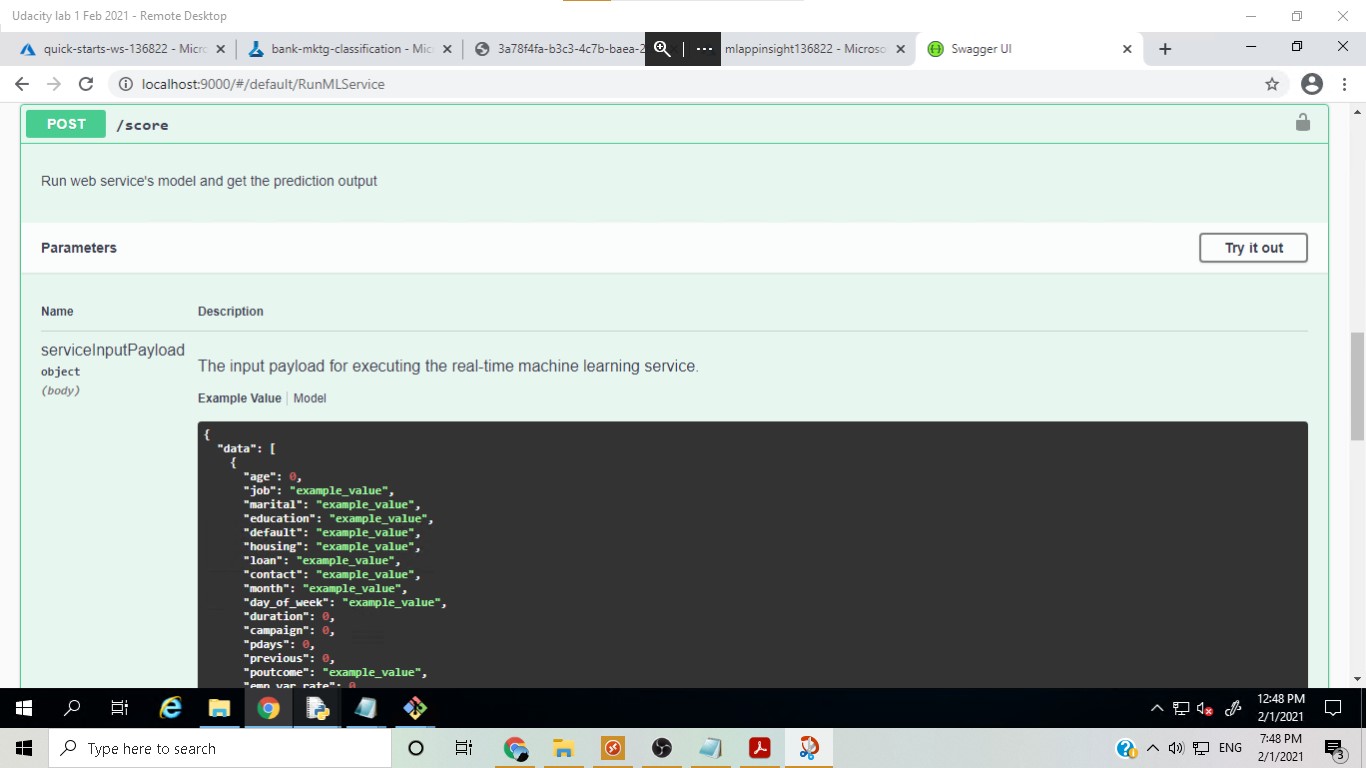 Udacity lab 1 Feb 2021 - Remote Desktop
quick-starts-ws-136822 - Micro
bank-mktg-classification - Micr
3a78f4fa-b3c3-4c7b-baea-2
mlappinsight136822 - Microso
Swagger UI
localhost:9000/#/default/RunMLService
POST /score
Run web service's model and get the prediction output
Parameters
Try it out
Name Description
serviceInputPayload
object
(body)
The input payload for executing the real-time machine learning service.
Example Value | Model
{
"data": [
{
"age": 0,
"job": "example_value",
"marital": "example_value",
"education": "example_value",
"default": "example_value",
"housing": "example_value",
"loan": "example_value",
"contact": "example_value",
"month": "example_value",
"day_of_week": "example_value",
"duration": 0,
"campaign": 0,
"pdays": 0,
"previous": 0,
"poutcome": "example_value",
"emp.var.rate": 0
12:48 PM
2/1/2021
Type here to search
ENG
7:48 PM
2/1/2021
3